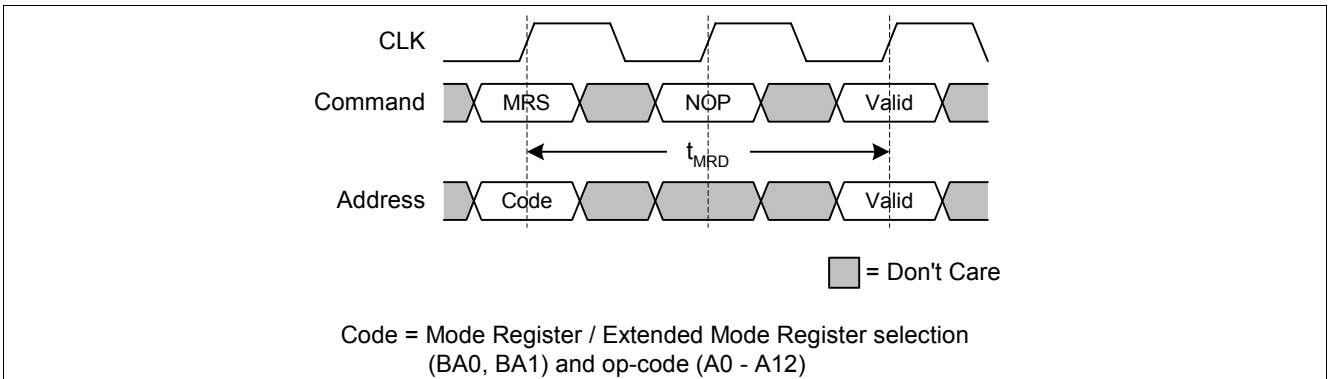 CLK
Command MRS NOP Valid
tMRD
Address Code Valid
= Don't Care
Code = Mode Register / Extended Mode Register selection
(BA0, BA1) and op-code (A0 - A12)